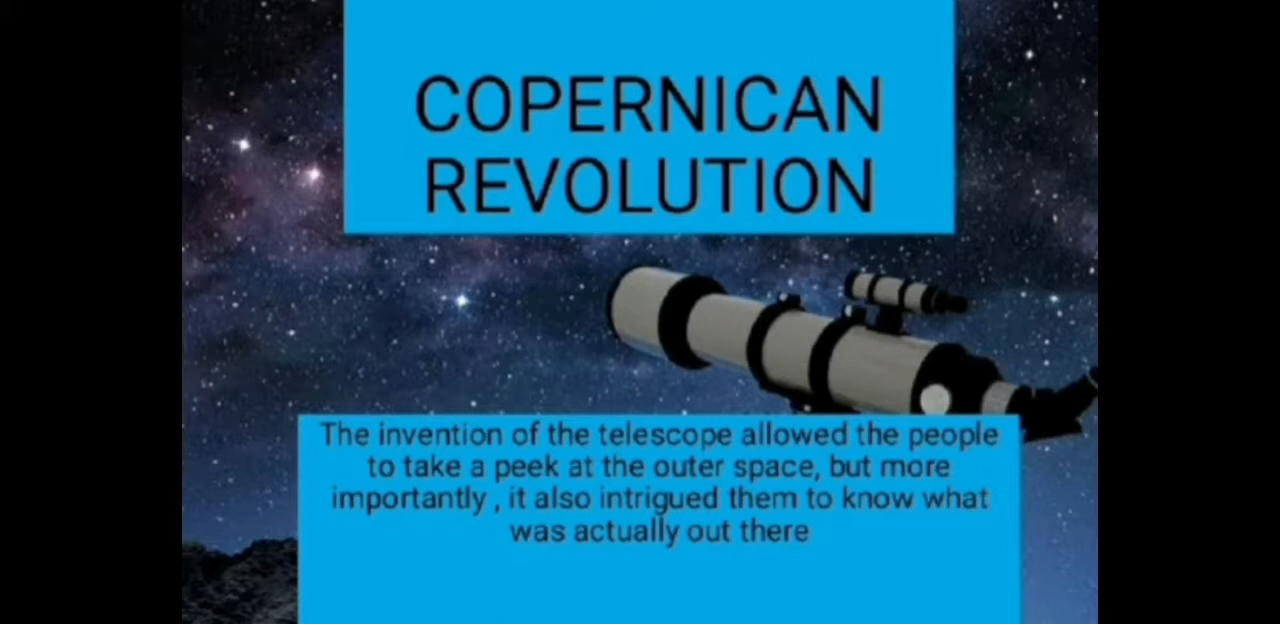 COPERNICAN
REVOLUTION
The invention of the telescope allowed the people
to take a peek at the outer space, but more
importantly , it also intrigued them to know what
was actually out there